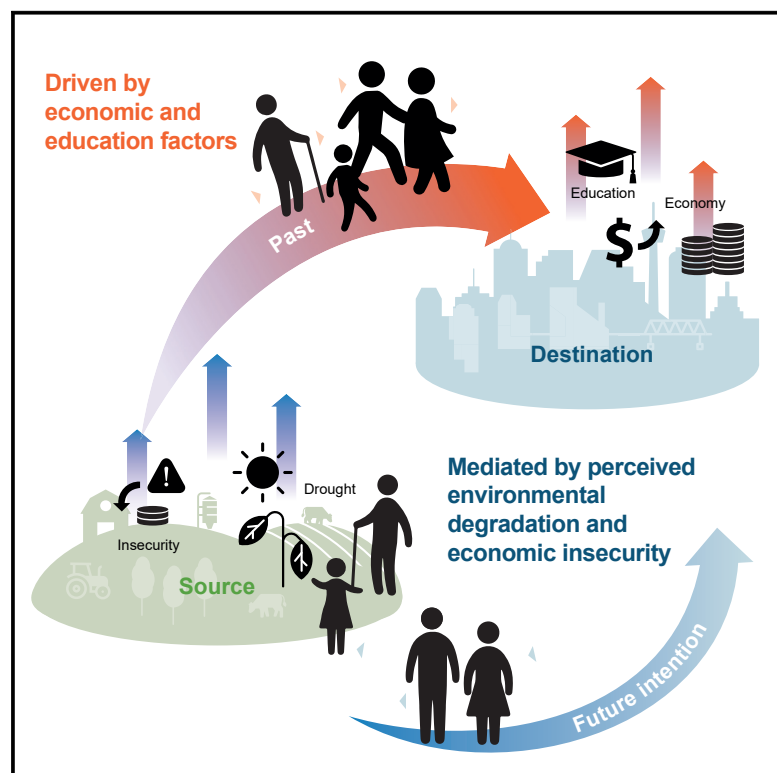 Driven by
economic and
education factors
Past
Education
Economy
$
Destination
Insecurity
Drought
Source
Mediated by perceived
environmental
degradation and
economic insecurity
Future intention